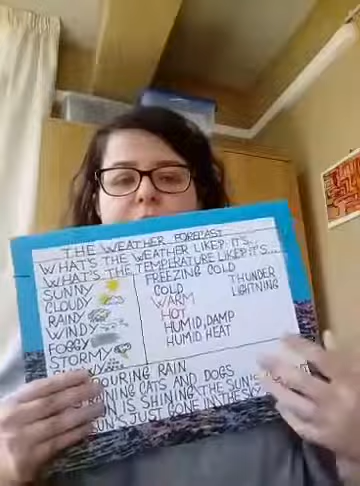 THE WEATHER FORECAST
WHAT'S THE WEATHER LIKE? IT'S...
WHAT'S THE TEMPERATURE LIKE? IT'S...
SUNNY
CLOUDY
RAINY
WINDY
FOGGY
STORMY
FREEZING COLD
COLD
WARM
HOT
HUMID, DAMP
HUMID HEAT
THUNDER
LIGHTNING
POURING RAIN
RAINING CATS AND DOGS
IS SHINING THE SUN'S
SUN'S JUST GONE IN THE